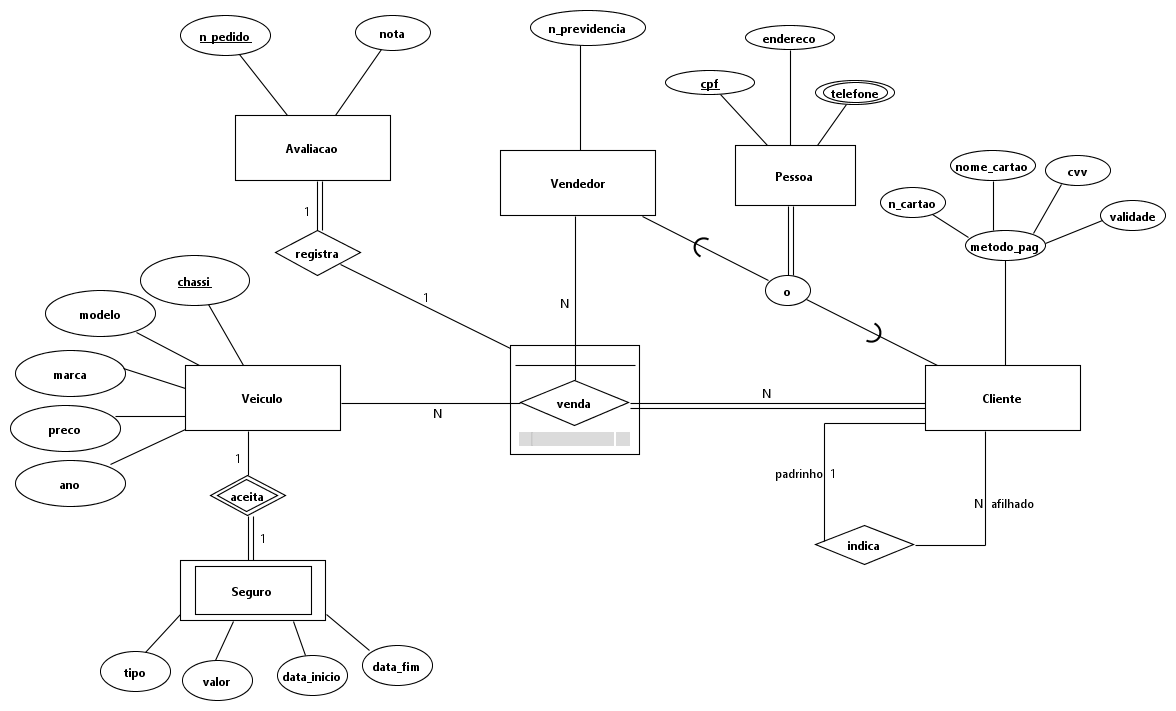 n_pedido
nota
n_previdencia
endereco
cpf
telefone
Avaliacao
Vendedor
Pessoa
nome_cartao
cvv
n_cartao
validade
metodo_pag
1
registra
chassi
1
N
o
modelo
marca
Veiculo
preco
ano
N
venda
N
Cliente
1
aceita
1
padrinho
1
N
afilhado
indica
Seguro
tipo
valor
data_inicio
data_fim